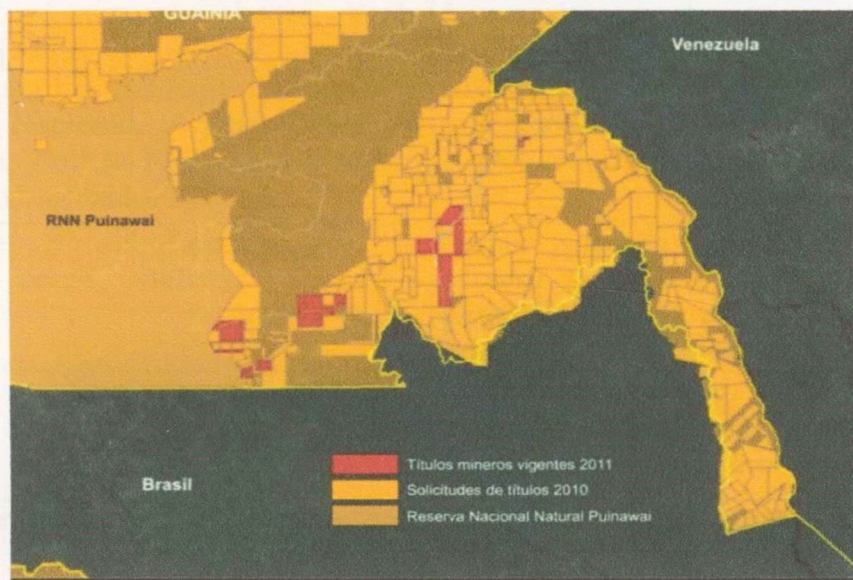 GUAINIA
Venezuela
RNN Puinawai
Títulos mineros vigentes 2011
Solicitudes de títulos 2010
Reserva Nacional Natural Puinawai
Brasil